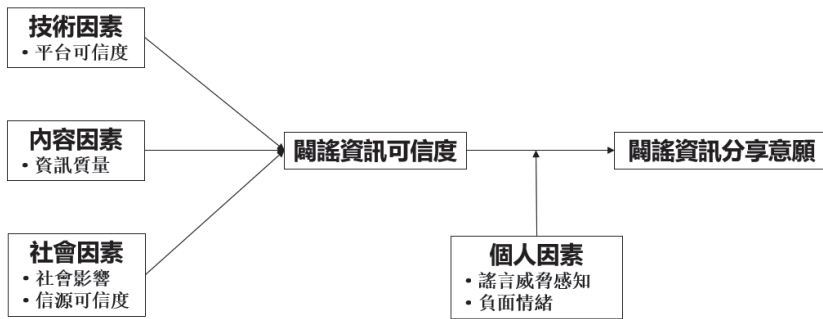 技術因素
• 平台可信度
內容因素
• 資訊質量
社會因素
• 社會影響
• 信源可信度
闢謠資訊可信度
闢謠資訊分享意願
個人因素
• 謠言威脅感知
• 負面情緒